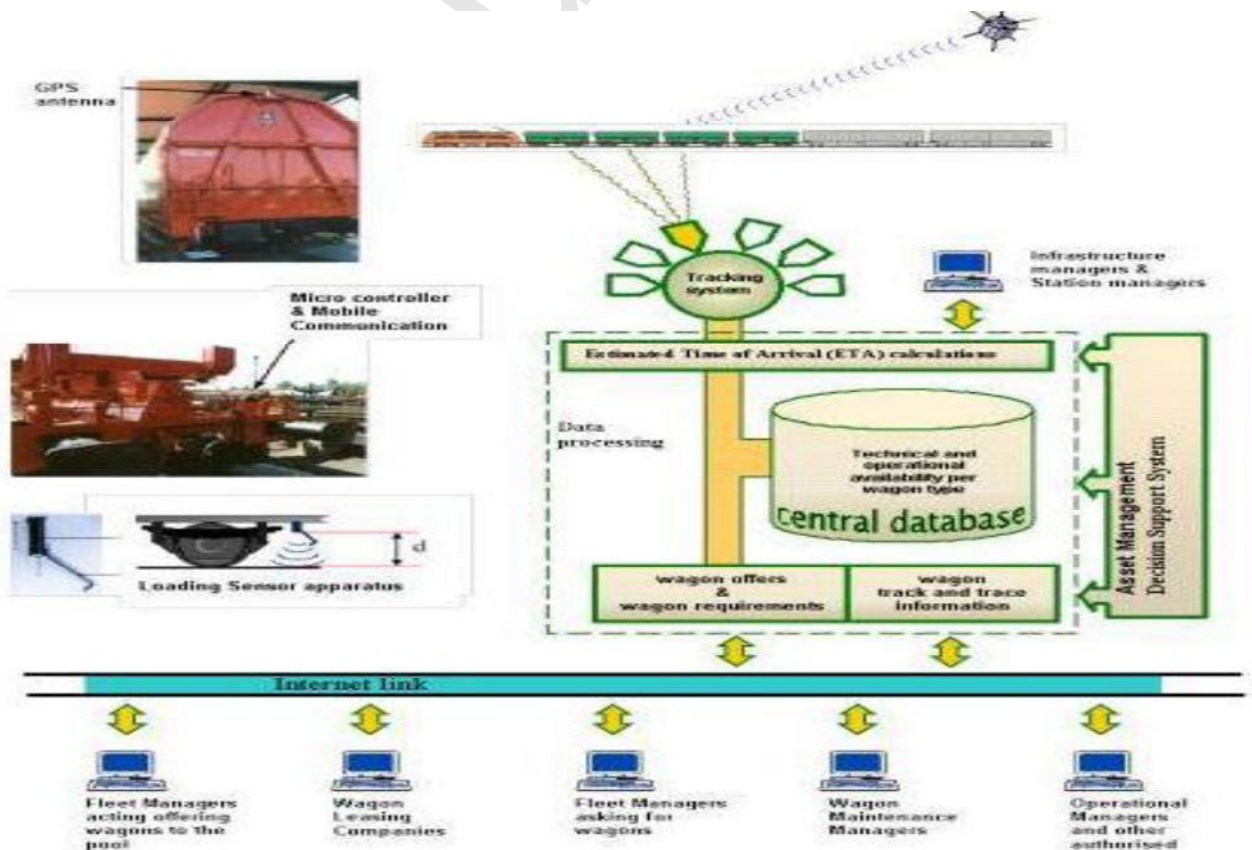 GPS
antenna
Micro controller
& Mobile
Communication
d
Loading Sensor apparatus
Tracking
system
Infrastructure
managers &
Station managers
Estimated Time of Arrival (ETA) calculations
Data
processing
Technical and
operational
availability per
wagon type
central database
Asset Management
Decision Support System
wagon offers
&
wagon requirements
wagon
track and trace
information
Internet link
Fleet Managers
acting offering
wagons to the
pool
Wagon
Leasing
Companies
Fleet Managers
asking for
wagons
Wagon
Maintenance
Managers
Operational
Managers
and other
authorised